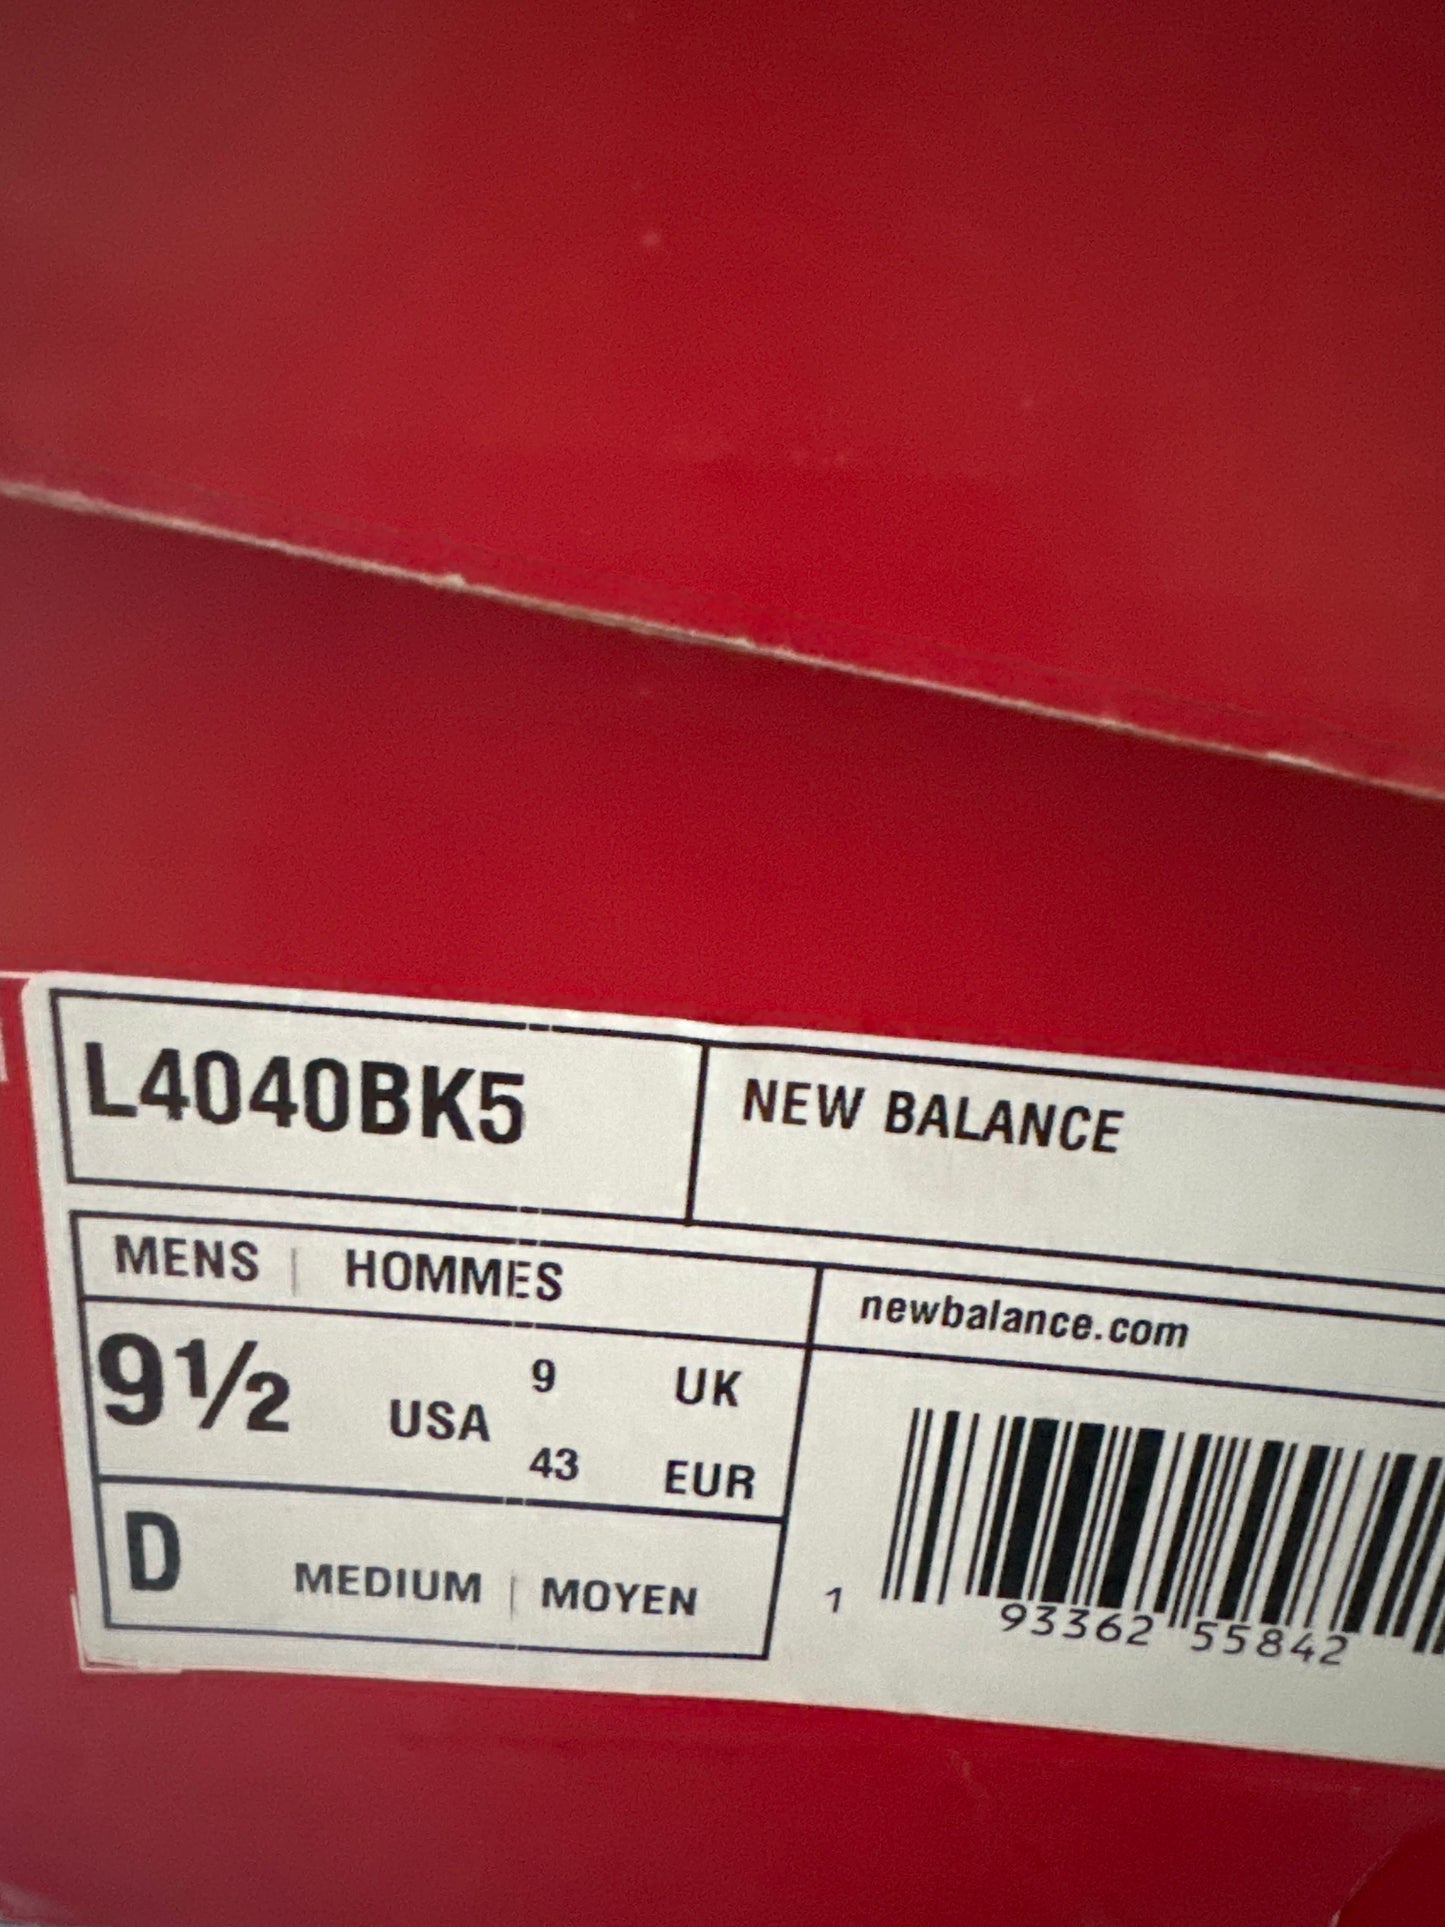 L4040BK5
NEW BALANCE
MENS | HOMMES
newbalance.com
9½ USA
9 UK
43 EUR
D MEDIUM | MOYEN
1 93362 55842